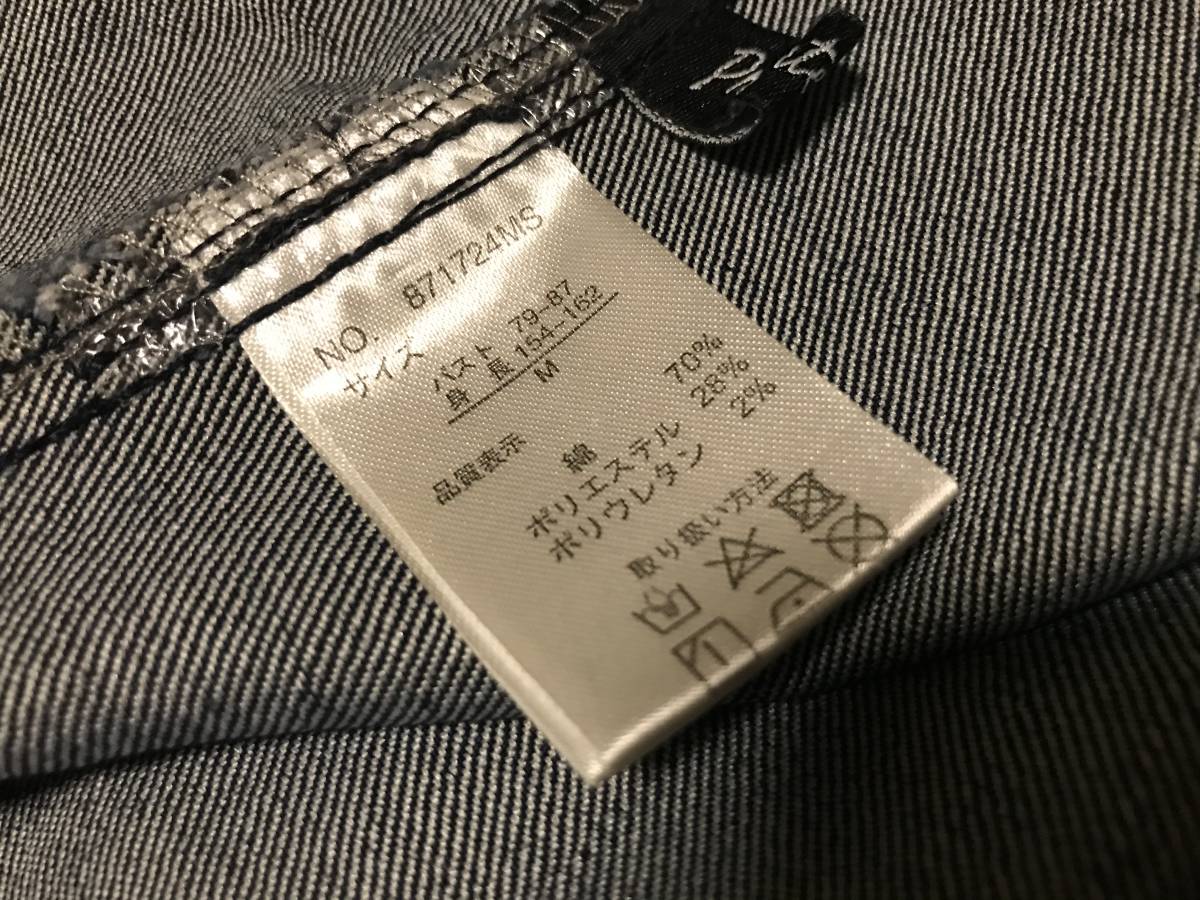 NO. 871724MS
サイズ
バスト 79-87
身長 154-162
M
品質表示
綿 70%
ポリエステル 28%
ポリウレタン 2%
取り扱い方法